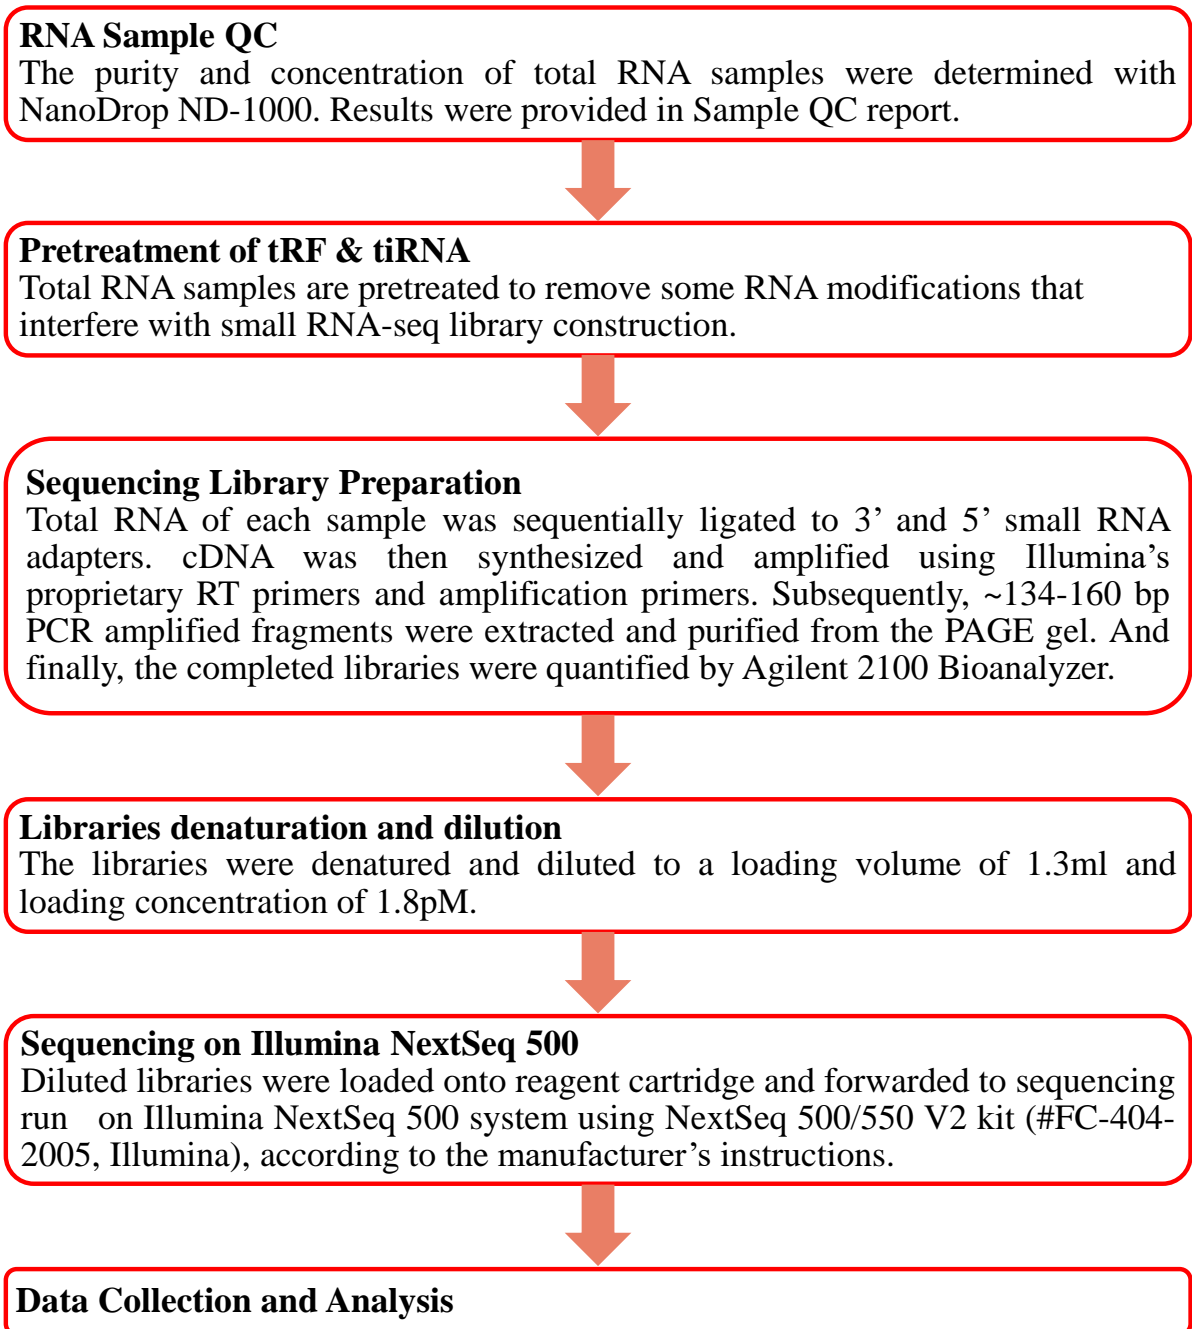 RNA Sample QC
The purity and concentration of total RNA samples were determined with
NanoDrop ND-1000. Results were provided in Sample QC report.
Pretreatment of tRF & tiRNA
Total RNA samples are pretreated to remove some RNA modifications that
interfere with small RNA-seq library construction.
Sequencing Library Preparation
Total RNA of each sample was sequentially ligated to 3’ and 5’ small RNA
adapters. cDNA was then synthesized and amplified using Illumina’s
proprietary RT primers and amplification primers. Subsequently, ~134-160 bp
PCR amplified fragments were extracted and purified from the PAGE gel. And
finally, the completed libraries were quantified by Agilent 2100 Bioanalyzer.
Libraries denaturation and dilution
The libraries were denatured and diluted to a loading volume of 1.3ml and
loading concentration of 1.8pM.
Sequencing on Illumina NextSeq 500
Diluted libraries were loaded onto reagent cartridge and forwarded to sequencing
run on Illumina NextSeq 500 system using NextSeq 500/550 V2 kit (#FC-404-
2005, Illumina), according to the manufacturer’s instructions.
Data Collection and Analysis